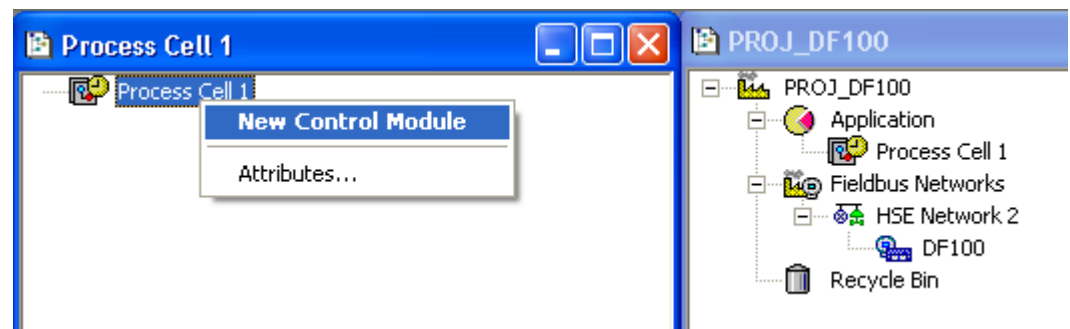 Process Cell 1
Process Cell 1
New Control Module
Attributes...
PROJ_DF100
PROJ_DF100
Application
Process Cell 1
Fieldbus Networks
HSE Network 2
DF100
Recycle Bin